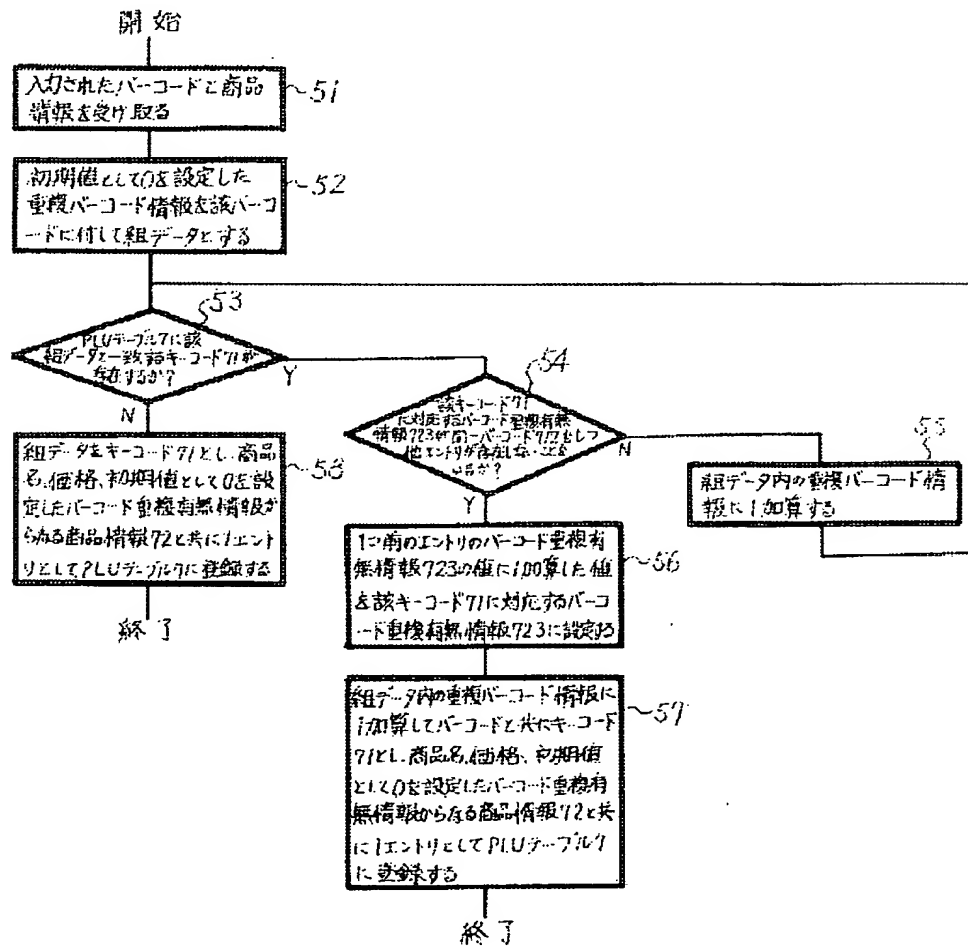 開始
入力されたバーコードと商品
情報を受け取る
51
初期値として0を設定した
重複バーコード情報を該バーコ
ードに付して組データとする
52
53
PLUテーブル7に該
組データと一致するキーコード71が
存在するか?
Y
N
54
該キーコード71
に対応するバーコード重複有無
情報723が同一バーコード712をもつ
他エントリが存在しないことを
示すか?
N
Y
55
組データ内の重複バーコード情
報に1加算する
組データをキーコード71とし、商品
名、価格、初期値として0を設
定したバーコード重複有無情報か
らなる商品情報72と共に1エント
リとしてPLUテーブル7に登録する
58
終了
1つ前のエントリのバーコード重複有
無情報723の値に1加算した値
を該キーコード71に対応するバーコ
ード重複有無情報723に設定する
56
組データ内の重複バーコード情報に
1加算してバーコードと共にキーコード
71とし、商品名、価格、初期値
として0を設定したバーコード重複有
無情報からなる商品情報72と共
に1エントリとしてPLUテーブル7
に登録する
57
終了